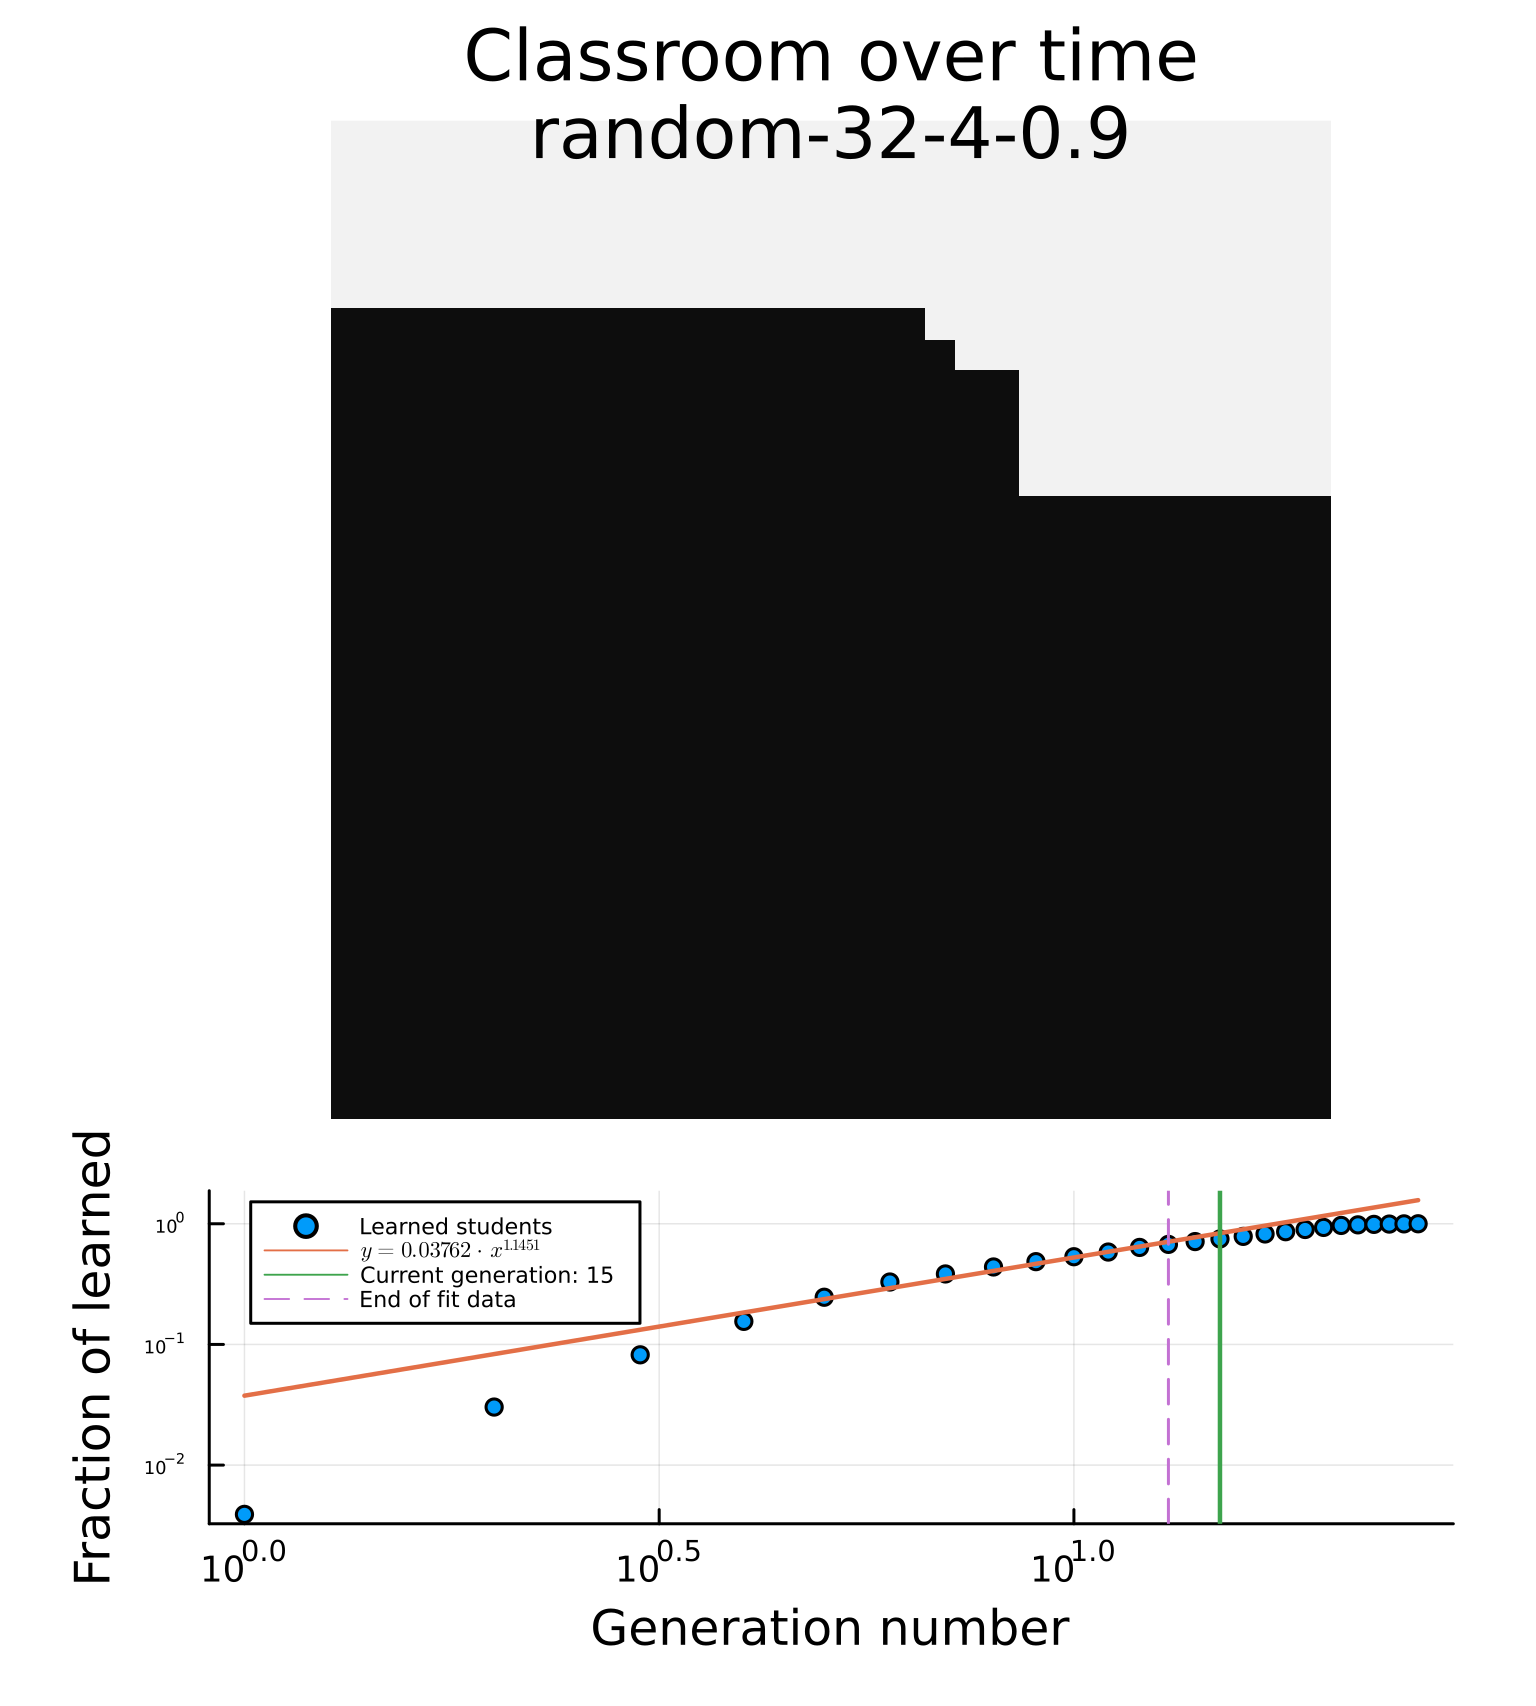 Classroom over time
random-32-4-0.9
Fraction of learned
10^0
10^-1
10^-2
Learned students
y = 0.03762 · x^1.1451
Current generation: 15
End of fit data
10^0.0
10^0.5
10^1.0
Generation number